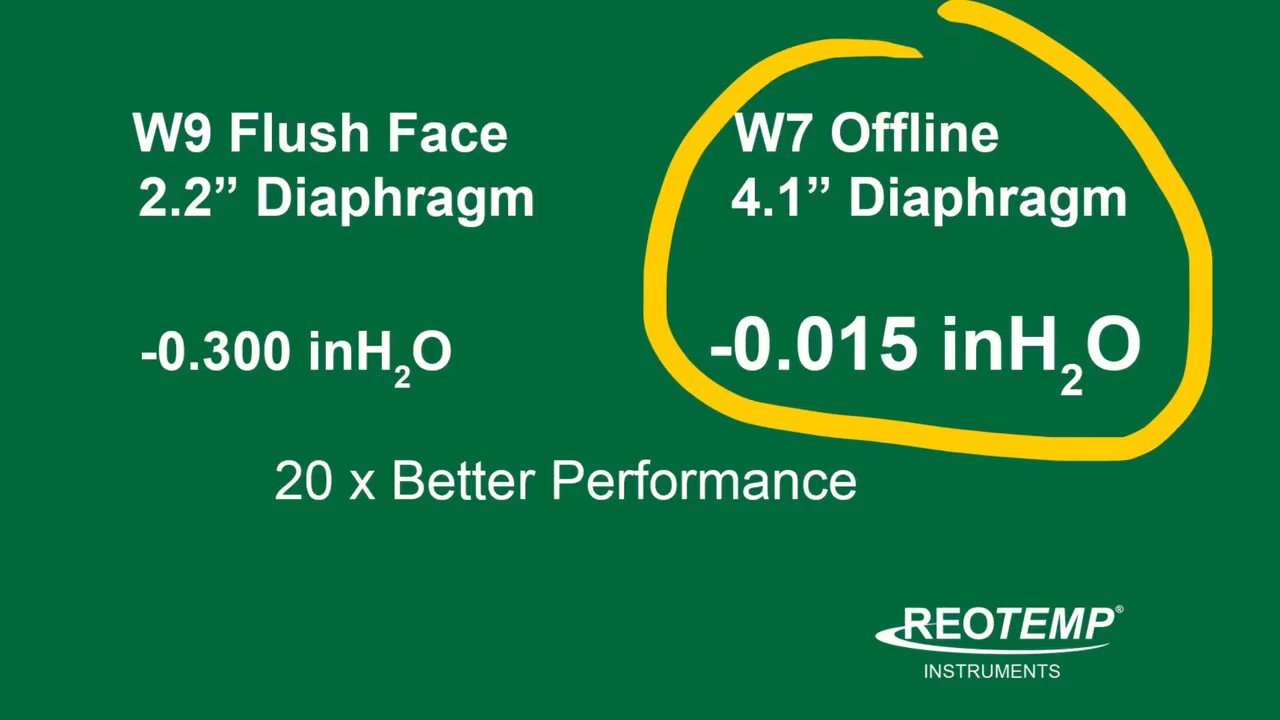 W9 Flush Face
2.2” Diaphragm
-0.300 inH₂O
W7 Offline
4.1” Diaphragm
-0.015 inH₂O
20 x Better Performance
REOTEMP®
INSTRUMENTS